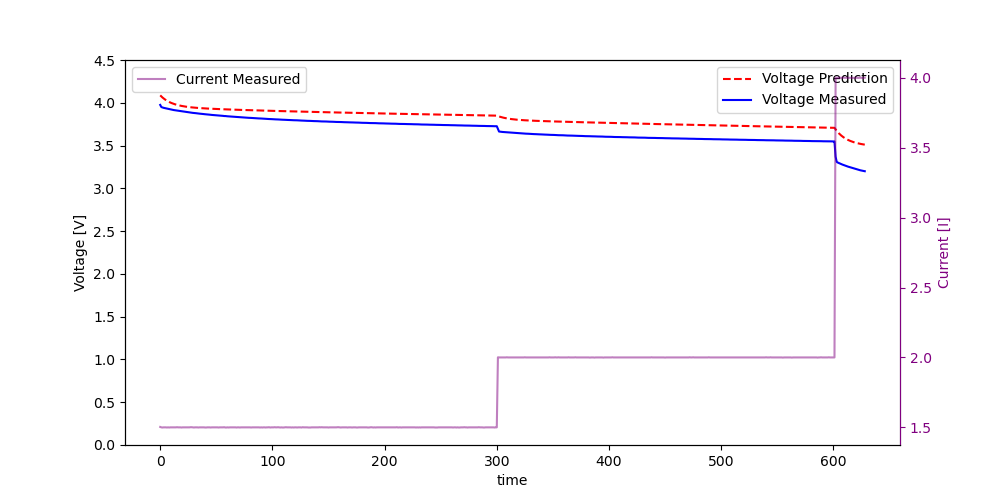 Current Measured
Voltage Prediction
Voltage Measured
4.5
4.0
3.5
3.0
2.5
2.0
1.5
1.0
0.5
0.0
Voltage [V]
4.0
3.5
3.0
2.5
2.0
1.5
Current [I]
0 100 200 300 400 500 600
time